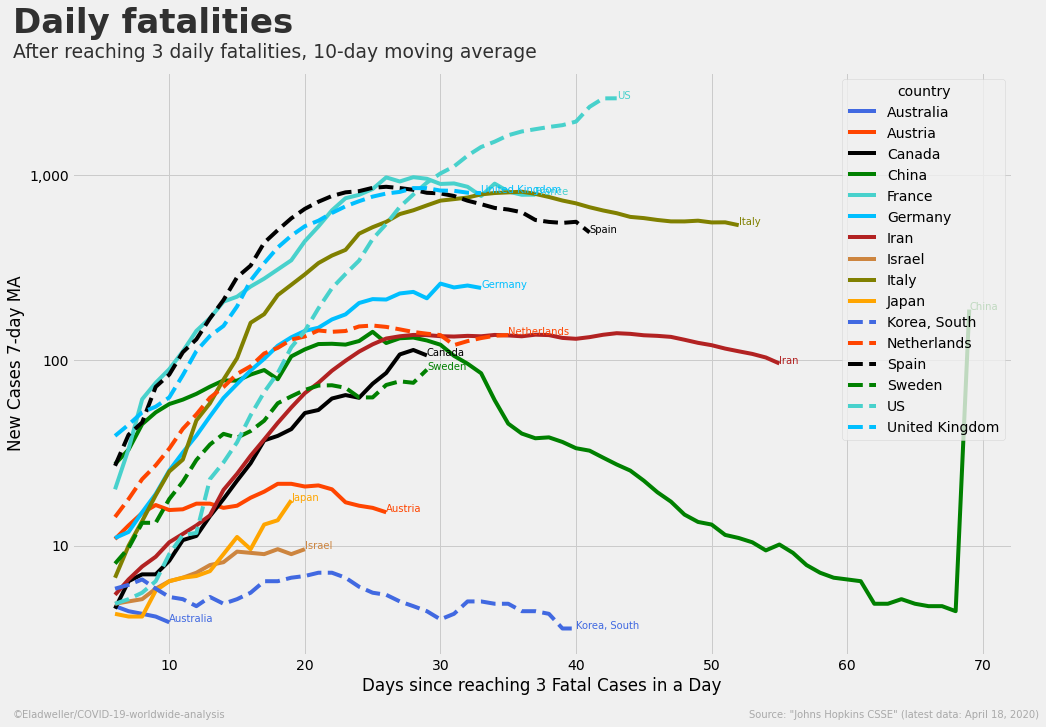 Daily fatalities
After reaching 3 daily fatalities, 10-day moving average
New Cases 7-day MA
1,000
100
10
10
20
30
40
50
60
70
Days since reaching 3 Fatal Cases in a Day
country
Australia
Austria
Canada
China
France
Germany
Iran
Israel
Italy
Japan
Korea, South
Netherlands
Spain
Sweden
US
United Kingdom
US
United Kingdom
France
Italy
Spain
Germany
China
Netherlands
Canada
Sweden
Iran
Japan
Austria
Israel
Australia
Korea, South
©Eladweller/COVID-19-worldwide-analysis
Source: "Johns Hopkins CSSE" (latest data: April 18, 2020)